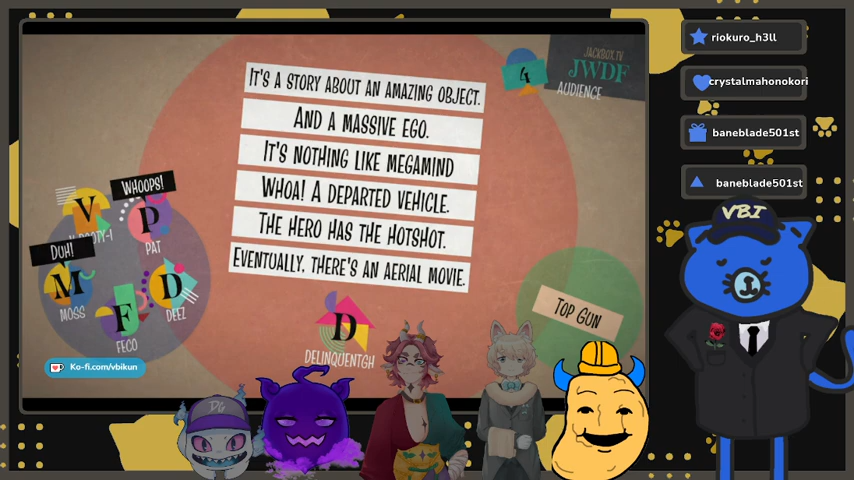 IT'S A STORY ABOUT AN AMAZING OBJECT.
AND A MASSIVE EGO.
IT'S NOTHING LIKE MEGAMIND
WHOA! A DEPARTED VEHICLE.
THE HERO HAS THE HOTSHOT.
EVENTUALLY, THERE'S AN AERIAL MOVIE.
4
JACKBOX.TV
JWDF
AUDIENCE
WHOOPS!
V
P
PAT
DUH!
M
MOSS
F
FECO
D
DEEZ
D
DELINQUENTGH
TOP GUN
Ko-fi.com/vbikun
DG
riokuro_h3ll
crystalmahonokori
baneblade501st
baneblade501st
VBI